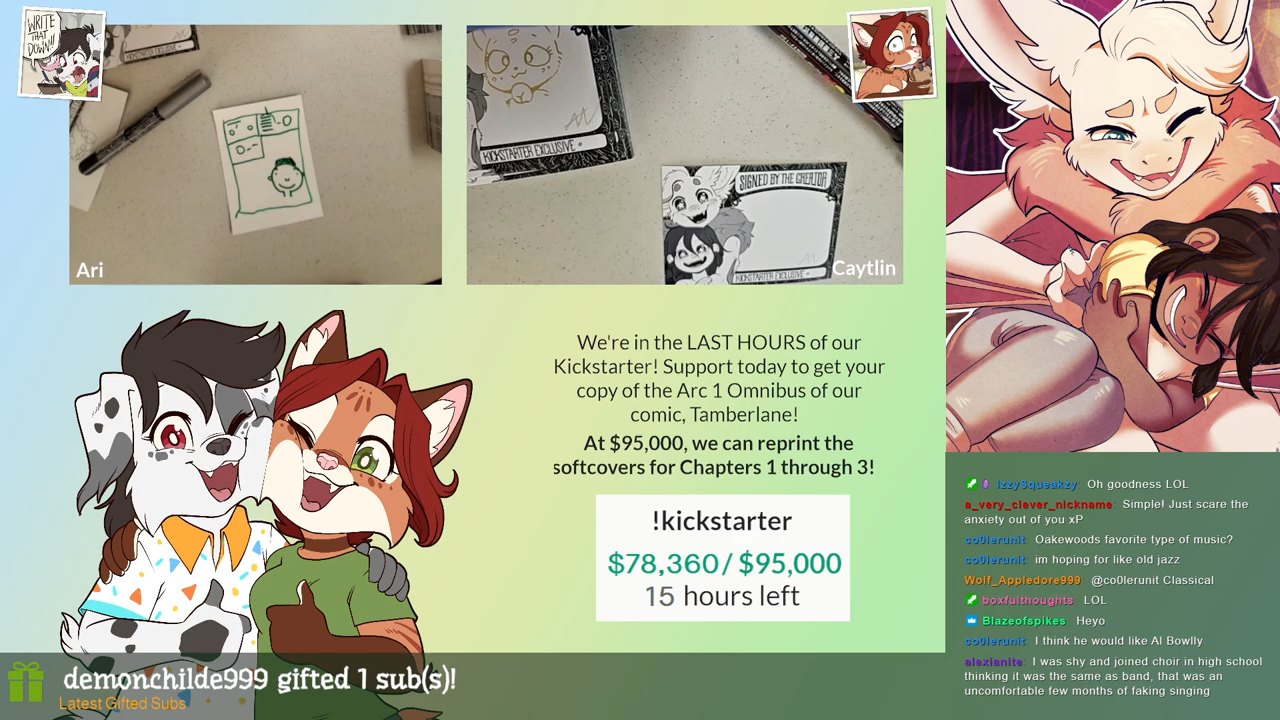 WRITE
THAT
DOWN!!!
Ari
KICKSTARTER EXCLUSIVE
SIGNED BY THE CREATOR
KICKSTARTER EXCLUSIVE
Caytlin
We're in the LAST HOURS of our
Kickstarter! Support today to get your
copy of the Arc 1 Omnibus of our
comic, Tamberlane!
At $95,000, we can reprint the
softcovers for Chapters 1 through 3!
!kickstarter
$78,360/$95,000
15 hours left
demonchilde999 gifted 1 sub(s)!
Latest Gifted Subs
IzzySqueakzy: Oh goodness LOL
a_very_clever_nickname: Simple! Just scare the
anxiety out of you xP
co0lerunit: Oakewoods favorite type of music?
co0lerunit: im hoping for like old jazz
Wolf_Appledore999 @co0lerunit Classical
boxfulthoughts: LOL
Blazeofspikes: Heyo
co0lerunit: I think he would like Al Bowlly
alexianite: I was shy and joined choir in high school
thinking it was the same as band, that was an
uncomfortable few months of faking singing